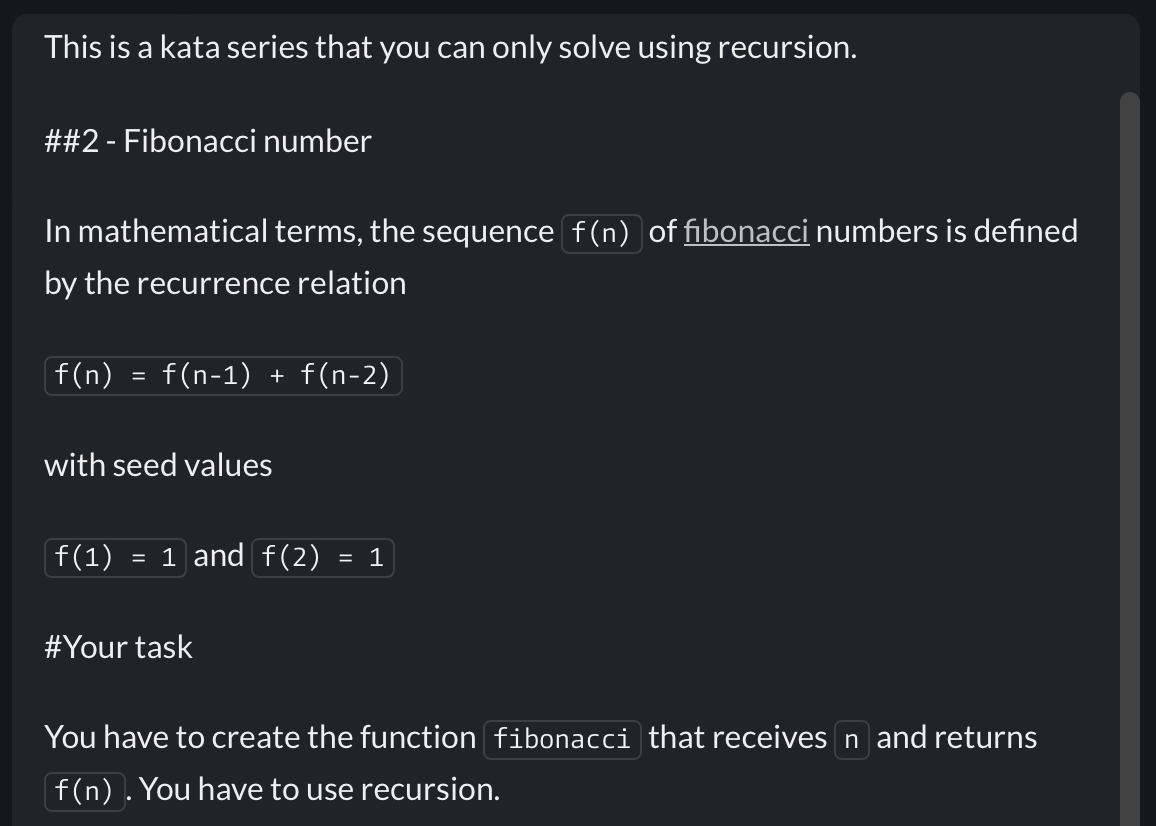 This is a kata series that you can only solve using recursion.
##2 - Fibonacci number
In mathematical terms, the sequence f(n) of fibonacci numbers is defined
by the recurrence relation
f(n) = f(n-1) + f(n-2)
with seed values
f(1) = 1 and f(2) = 1
#Your task
You have to create the function fibonacci that receives n and returns
f(n). You have to use recursion.